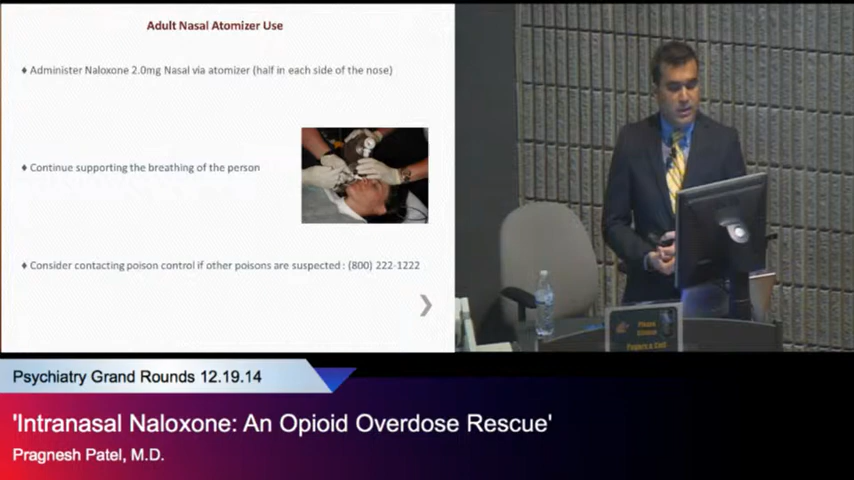 Adult Nasal Atomizer Use
♦ Administer Naloxone 2.0mg Nasal via atomizer (half in each side of the nose)
♦ Continue supporting the breathing of the person
♦ Consider contacting poison control if other poisons are suspected : (800) 222-1222
Psychiatry Grand Rounds 12.19.14
'Intranasal Naloxone: An Opioid Overdose Rescue'
Pragnesh Patel, M.D.